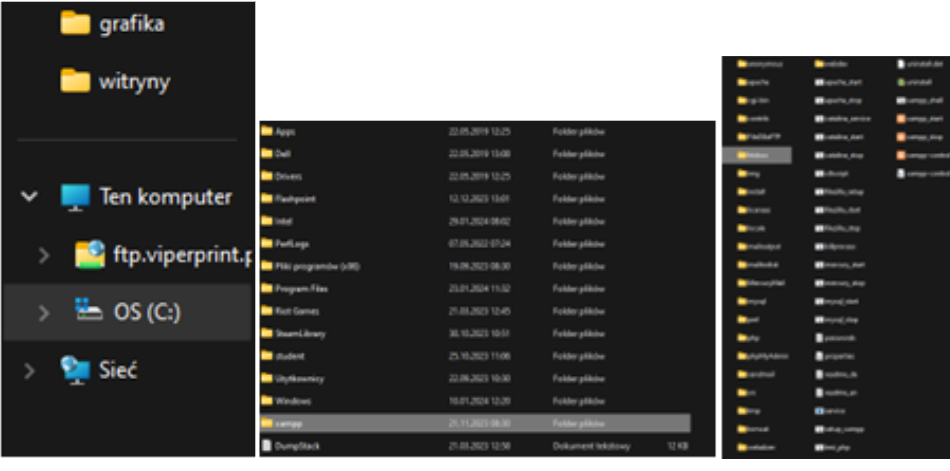 grafika
witryny
Ten komputer
ftp.viperprint.p
OS (C:)
Sieć
Apps 22.05.2019 12:25 Folder plików
Dell 22.05.2019 13:00 Folder plików
Drivers 22.05.2019 12:25 Folder plików
Flashpoint 12.12.2023 13:01 Folder plików
Intel 29.01.2024 08:02 Folder plików
PerfLogs 07.05.2022 07:24 Folder plików
Pliki programów (x86) 19.09.2023 08:30 Folder plików
Program Files 23.01.2024 11:32 Folder plików
Riot Games 21.03.2023 12:45 Folder plików
SteamLibrary 30.10.2023 10:51 Folder plików
student 25.10.2023 11:06 Folder plików
Użytkownicy 22.09.2023 10:30 Folder plików
Windows 10.01.2024 12:20 Folder plików
xampp 21.11.2023 08:30 Folder plików
DumpStack 21.03.2023 12:50 Dokument tekstowy 12 KB
anonymous webdav uninstall.dat
apache apache_start uninstall
cgi-bin apache_stop xampp_shell
contrib catalina_service xampp_start
FileZillaFTP catalina_start xampp_stop
htdocs catalina_stop xampp-control
img ctlscript xampp-control
install filezilla_setup
licenses filezilla_start
locale filezilla_stop
mailoutput killprocess
mailtodisk mercury_start
MercuryMail mercury_stop
mysql mysql_start
perl mysql_stop
php passwords
phpMyAdmin properties
sendmail readme_de
src readme_en
tmp service
tomcat setup_xampp
webalizer test_php